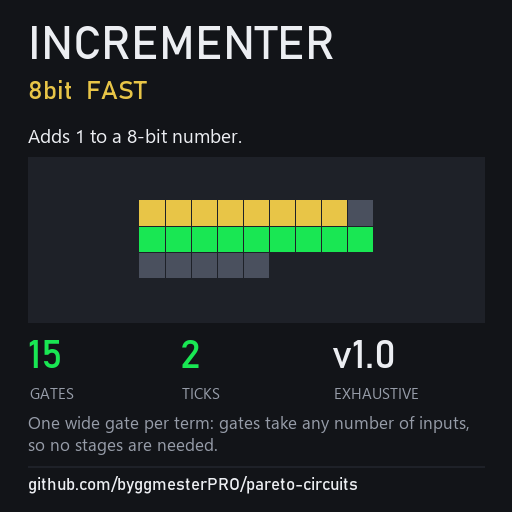 INCREMENTER
8bit FAST
Adds 1 to a 8-bit number.
15
2
v1.0
GATES
TICKS
EXHAUSTIVE
One wide gate per term: gates take any number of inputs,
so no stages are needed.
github.com/byggmesterPRO/pareto-circuits